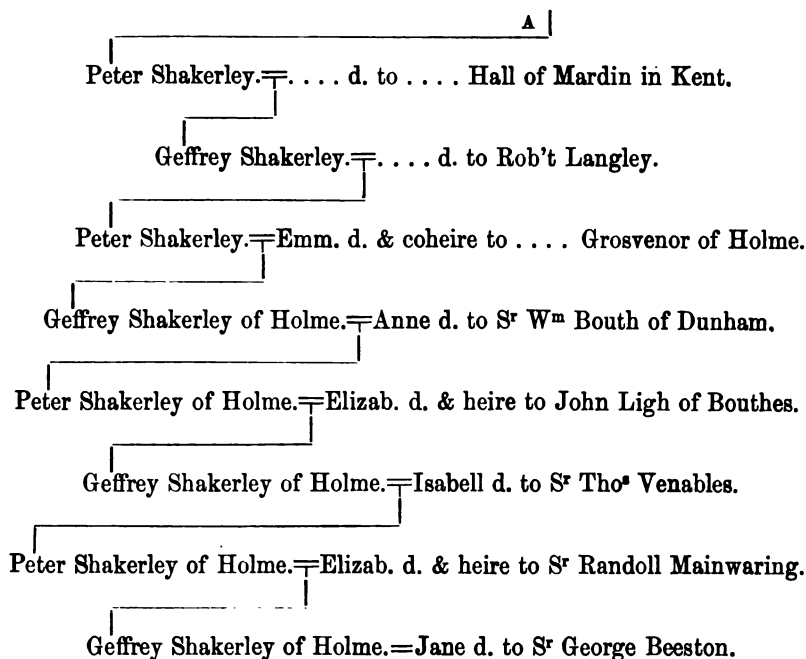 A
Peter Shakerley.=. . . . d. to . . . . Hall of Mardin in Kent.
Geffrey Shakerley.=. . . . d. to Rob't Langley.
Peter Shakerley.=Emm. d. & coheire to . . . . Grosvenor of Holme.
Geffrey Shakerley of Holme.=Anne d. to Sʳ Wᵐ Bouth of Dunham.
Peter Shakerley of Holme.=Elizab. d. & heire to John Ligh of Bouthes.
Geffrey Shakerley of Holme.=Isabell d. to Sʳ Thoˢ Venables.
Peter Shakerley of Holme.=Elizab. d. & heire to Sʳ Randoll Mainwaring.
Geffrey Shakerley of Holme.=Jane d. to Sʳ George Beeston.